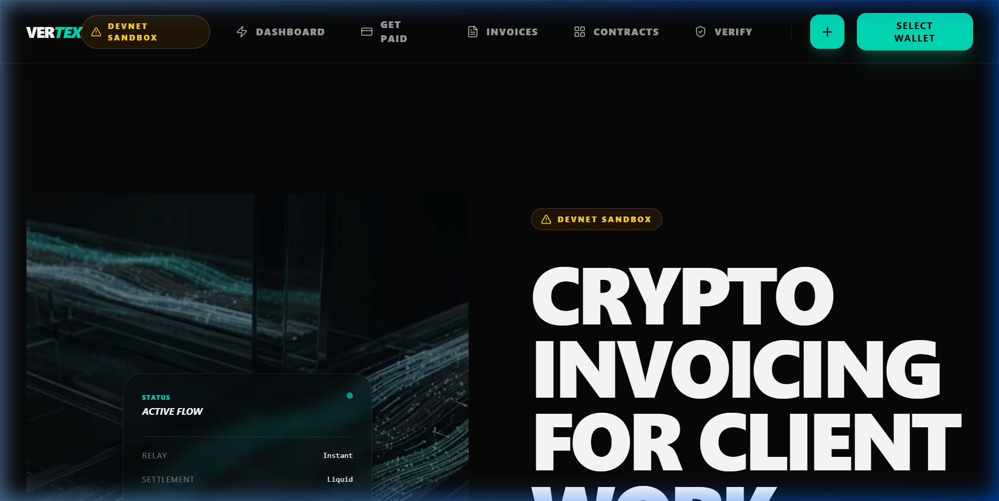 VERTEX
DEVNET
SANDBOX
DASHBOARD
GET
PAID
INVOICES
CONTRACTS
VERIFY
+
SELECT
WALLET
DEVNET SANDBOX
CRYPTO
INVOICING
FOR CLIENT
WORK
STATUS
ACTIVE FLOW
RELAY Instant
SETTLEMENT Liquid